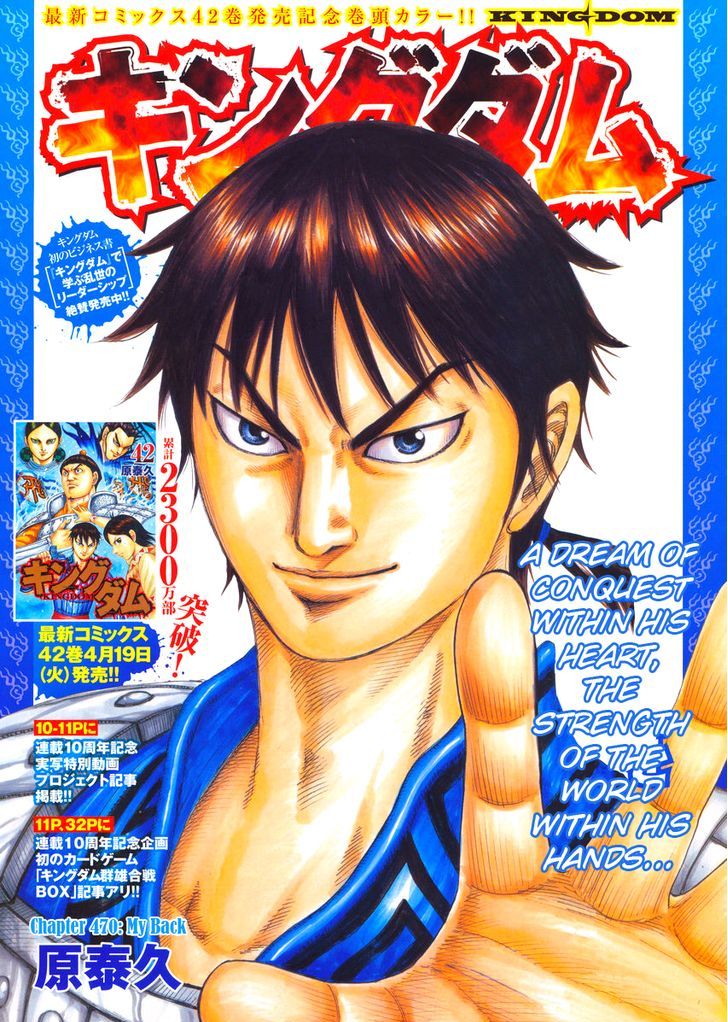 最新コミックス42巻発売記念巻頭カラー!!
KINGDOM
キングダム
キングダム
初のビジネス書
『キングダム』で
学ぶ乱世の
リーダーシップ
絶賛発売中!!
42
原泰久
キングダム
KINGDOM
累計2300万部
突破!
最新コミックス
42巻4月19日
(火)発売!!
A DREAM OF
CONQUEST
WITHIN HIS
HEART,
THE
STRENGTH
OF THE
WORLD
WITHIN HIS
HANDS...
10-11Pに
連載10周年記念
実写特別動画
プロジェクト記事
掲載!!
11P、32Pに
連載10周年記念企画
初のカードゲーム
「キングダム群雄合戦
BOX」記事アリ!!
Chapter 470: My Back
原泰久